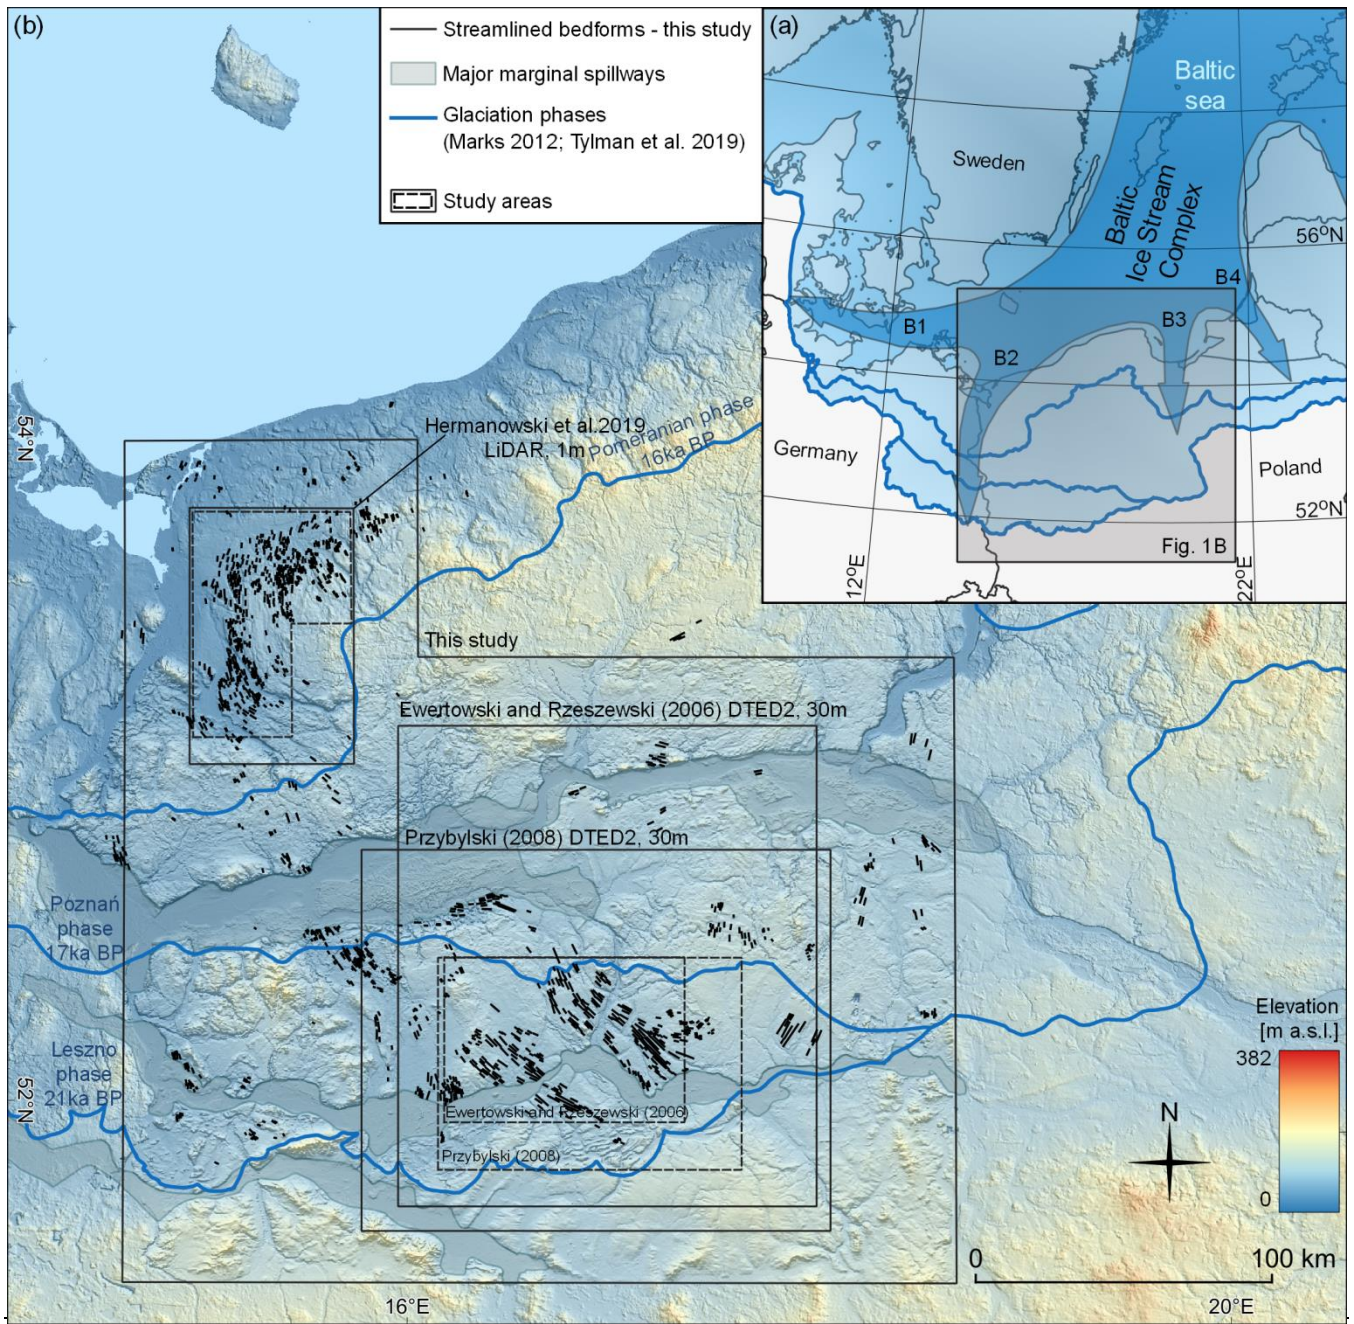 (b)
Streamlined bedforms - this study
Major marginal spillways
Glaciation phases
(Marks 2012; Tylman et al. 2019)
Study areas
(a)
Baltic
sea
Sweden
Baltic
Ice Stream
Complex
56oN
B4
B1
B3
B2
Germany
Poland
52oN
Fig. 1B
12oE
22oE
54°N
Hermanowski et al.2019
LiDAR, 1m
Pomeranian phase
16ka BP
This study
Ewertowski and Rzeszewski (2006) DTED2, 30m
Przybylski (2008) DTED2, 30m
Poznań
phase
17ka BP
Leszno
phase
21ka BP
52°N
Ewertowski and Rzeszewski (2006)
Przybylski (2008)
Elevation
[m a.s.l.]
382
0
N
0
100 km
16°E
20°E